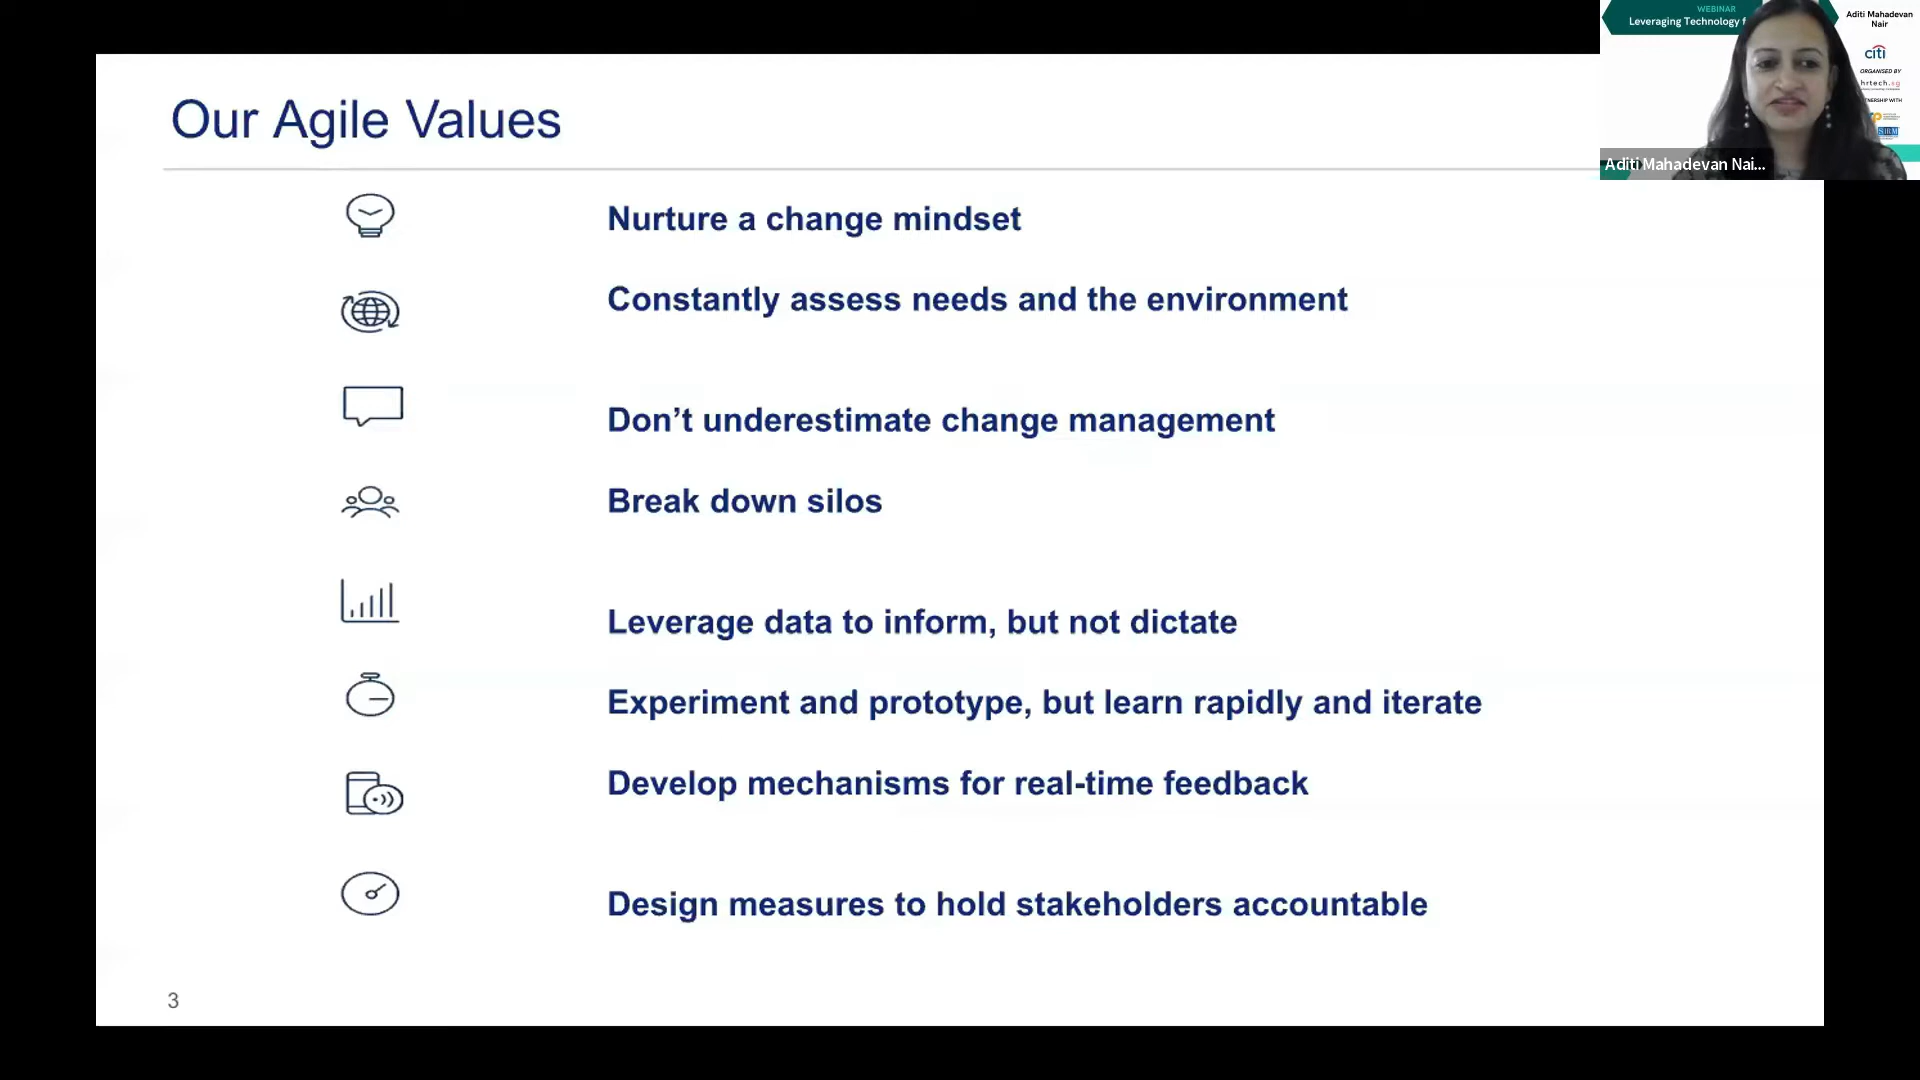 WEBINAR
Leveraging Technology f
Aditi Mahadevan
Nair
citi
ORGANISED BY
hrtech.sg
TNERSHIP WITH
Aditi Mahadevan Nai...
Our Agile Values
Nurture a change mindset
Constantly assess needs and the environment
Don’t underestimate change management
Break down silos
Leverage data to inform, but not dictate
Experiment and prototype, but learn rapidly and iterate
Develop mechanisms for real-time feedback
Design measures to hold stakeholders accountable
3